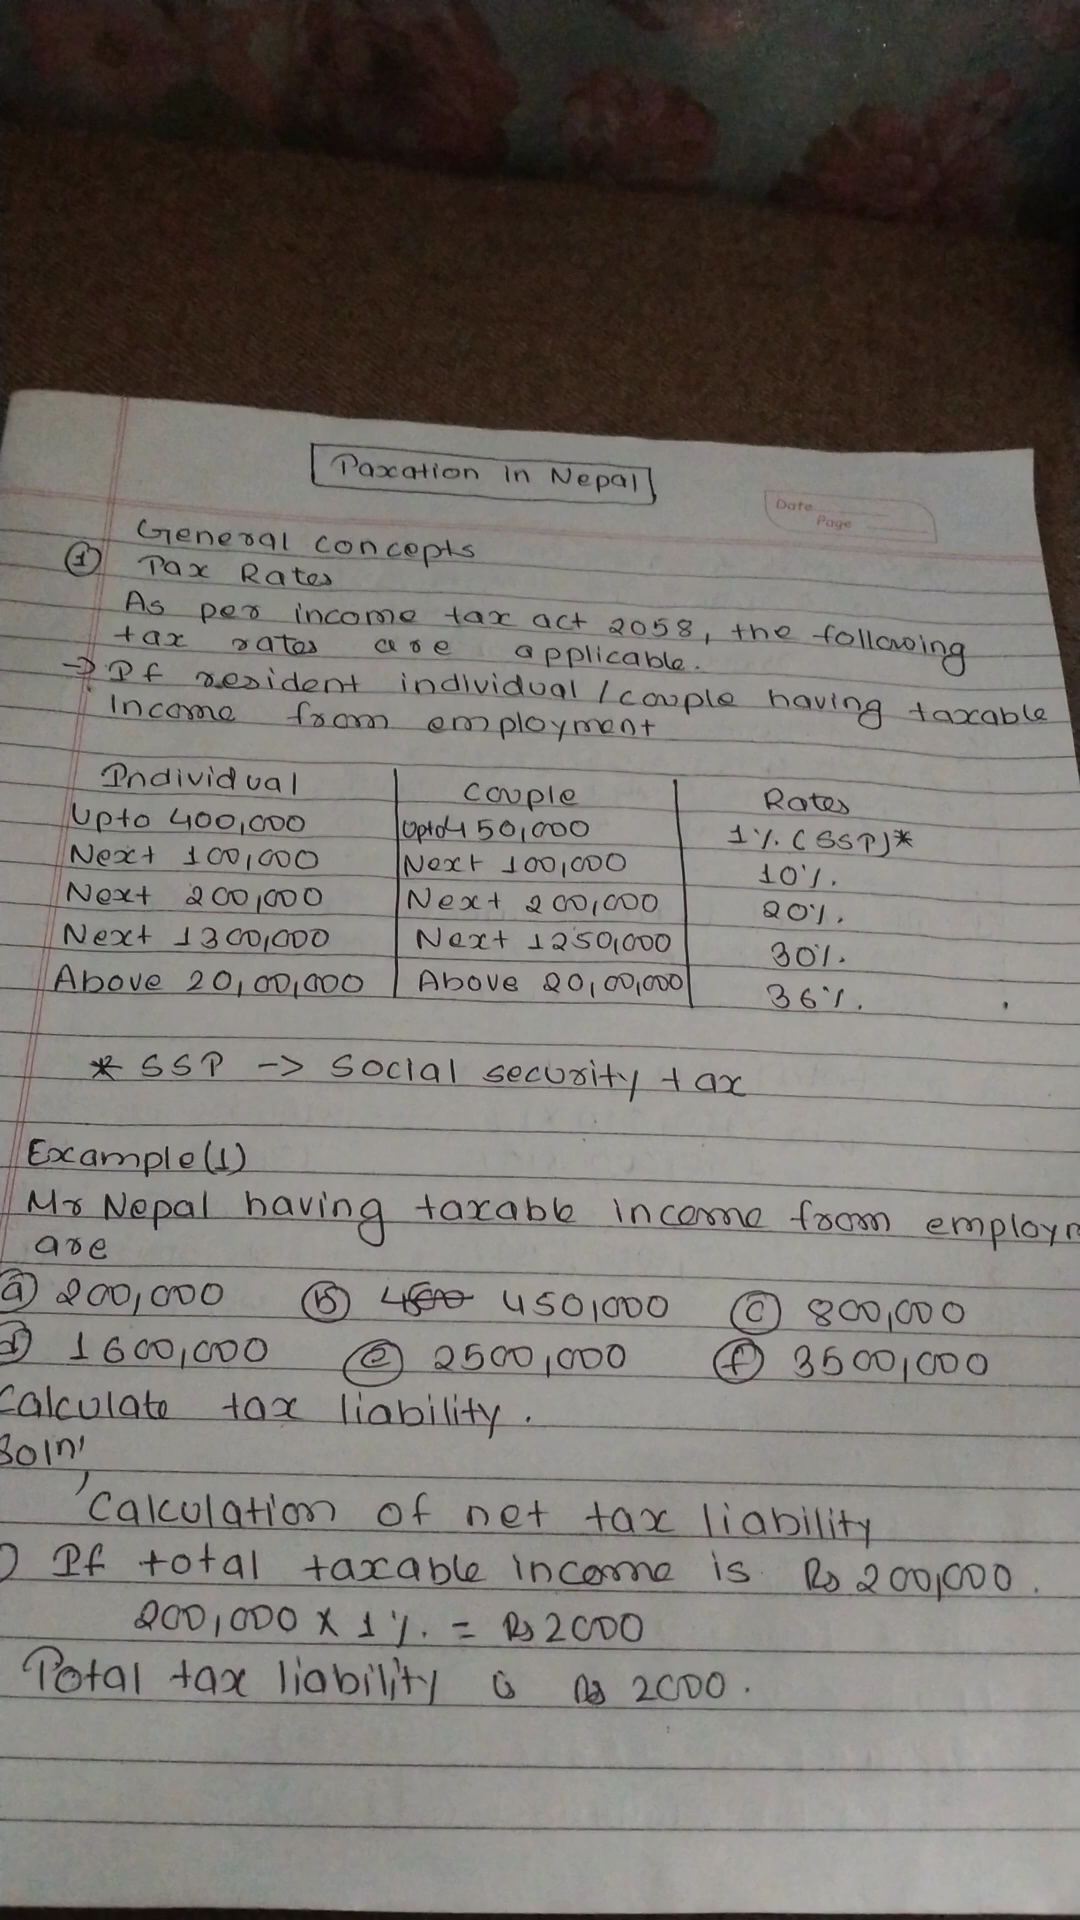 Taxation in Nepal
Date
Page
General concepts
① Tax Rates
As per income tax act 2058, the following
tax rates are applicable.
→ If resident individual / couple having taxable
Income from employment
Individual | Couple | Rates
Upto 400,000 | Upto 450,000 | 1% (SST)*
Next 100,000 | Next 100,000 | 10%.
Next 200,000 | Next 200,000 | 20%.
Next 1300,000 | Next 1250,000 | 30%.
Above 20,00,000 | Above 20,00,000 | 36%.
* SST -> Social security tax
Example(1)
Mr Nepal having taxable income from employm
are
ⓐ 200,000 ⓑ 450,000 ⓒ 800,000
ⓓ 1600,000 ⓔ 2500,000 ⓕ 3500,000
Calculate tax liability.
Soln,
Calculation of net tax liability
If total taxable income is Rs 200,000.
200,000 x 1%. = Rs 2000
Total tax liability is Rs 2000.